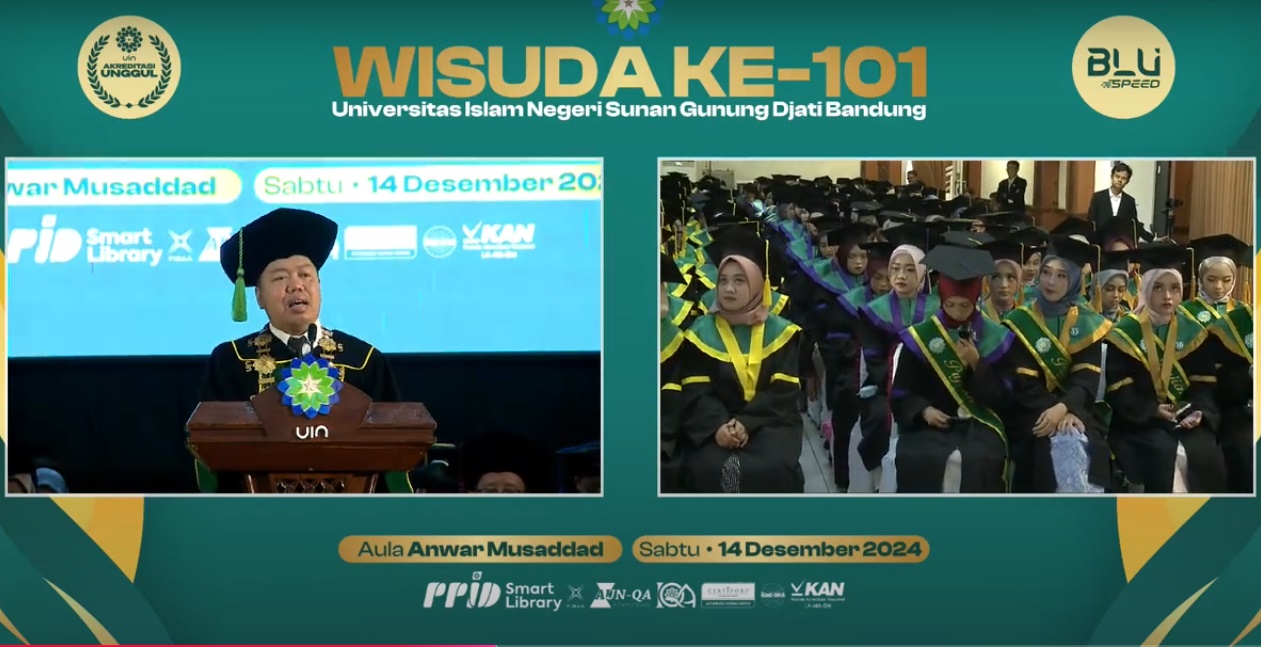 uin
AKREDITASI
UNGGUL
WISUDA KE-101
Universitas Islam Negeri Sunan Gunung Djati Bandung
BLU
SPEED
war Musaddad
Sabtu • 14 Desember 202
PPID Smart
Library
KAN
uin
Aula Anwar Musaddad
Sabtu • 14 Desember 2024
PPID Smart
Library
AUN-QA
CERTIPORT
KAN